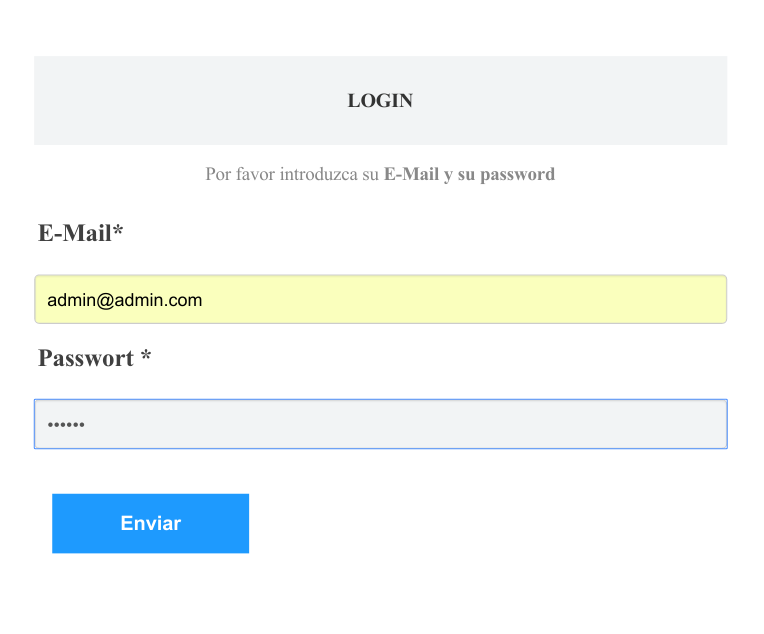 LOGIN
Por favor introduzca su E-Mail y su password
E-Mail*
admin@admin.com
Passwort *
••••••
Enviar